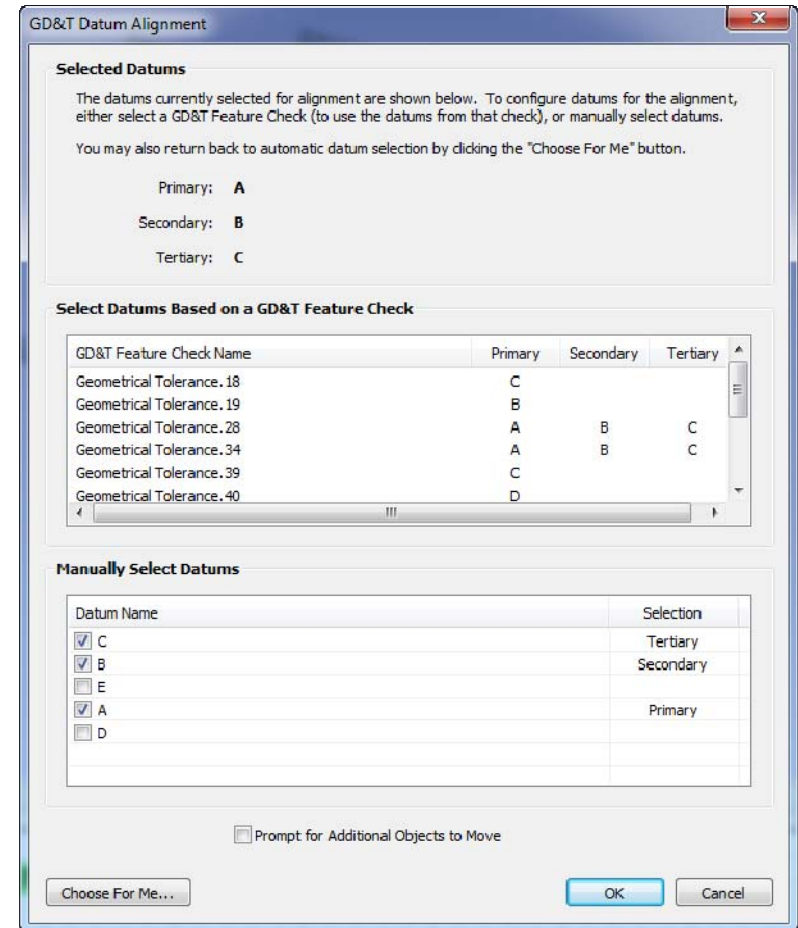 GD&T Datum Alignment
Selected Datums
The datums currently selected for alignment are shown below. To configure datums for the alignment,
either select a GD&T Feature Check (to use the datums from that check), or manually select datums.
You may also return back to automatic datum selection by clicking the "Choose For Me" button.
Primary: A
Secondary: B
Tertiary: C
Select Datums Based on a GD&T Feature Check
GD&T Feature Check Name Primary Secondary Tertiary
Geometrical Tolerance.18 C
Geometrical Tolerance.19 B
Geometrical Tolerance.28 A B C
Geometrical Tolerance.34 A B C
Geometrical Tolerance.39 C
Geometrical Tolerance.40 D
Manually Select Datums
Datum Name Selection
C Tertiary
B Secondary
E
A Primary
D
Prompt for Additional Objects to Move
Choose For Me... OK Cancel